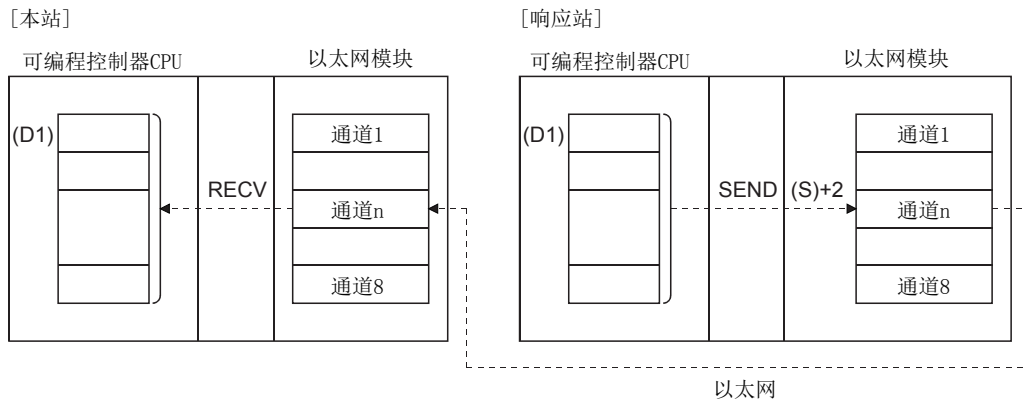 [本站]
[响应站]
可编程控制器CPU
以太网模块
可编程控制器CPU
以太网模块
(D1)
通道1
(D1)
通道1
RECV
通道n
SEND
(S)+2
通道n
通道8
通道8
以太网